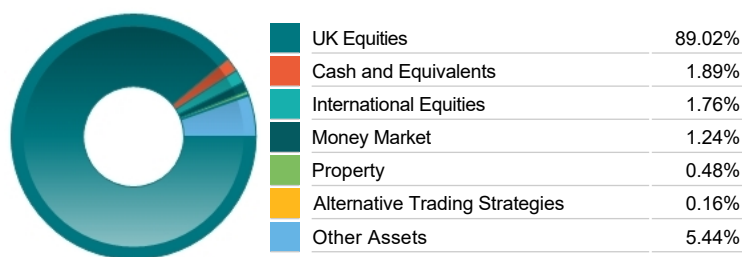 UK Equities 89.02%
Cash and Equivalents 1.89%
International Equities 1.76%
Money Market 1.24%
Property 0.48%
Alternative Trading Strategies 0.16%
Other Assets 5.44%